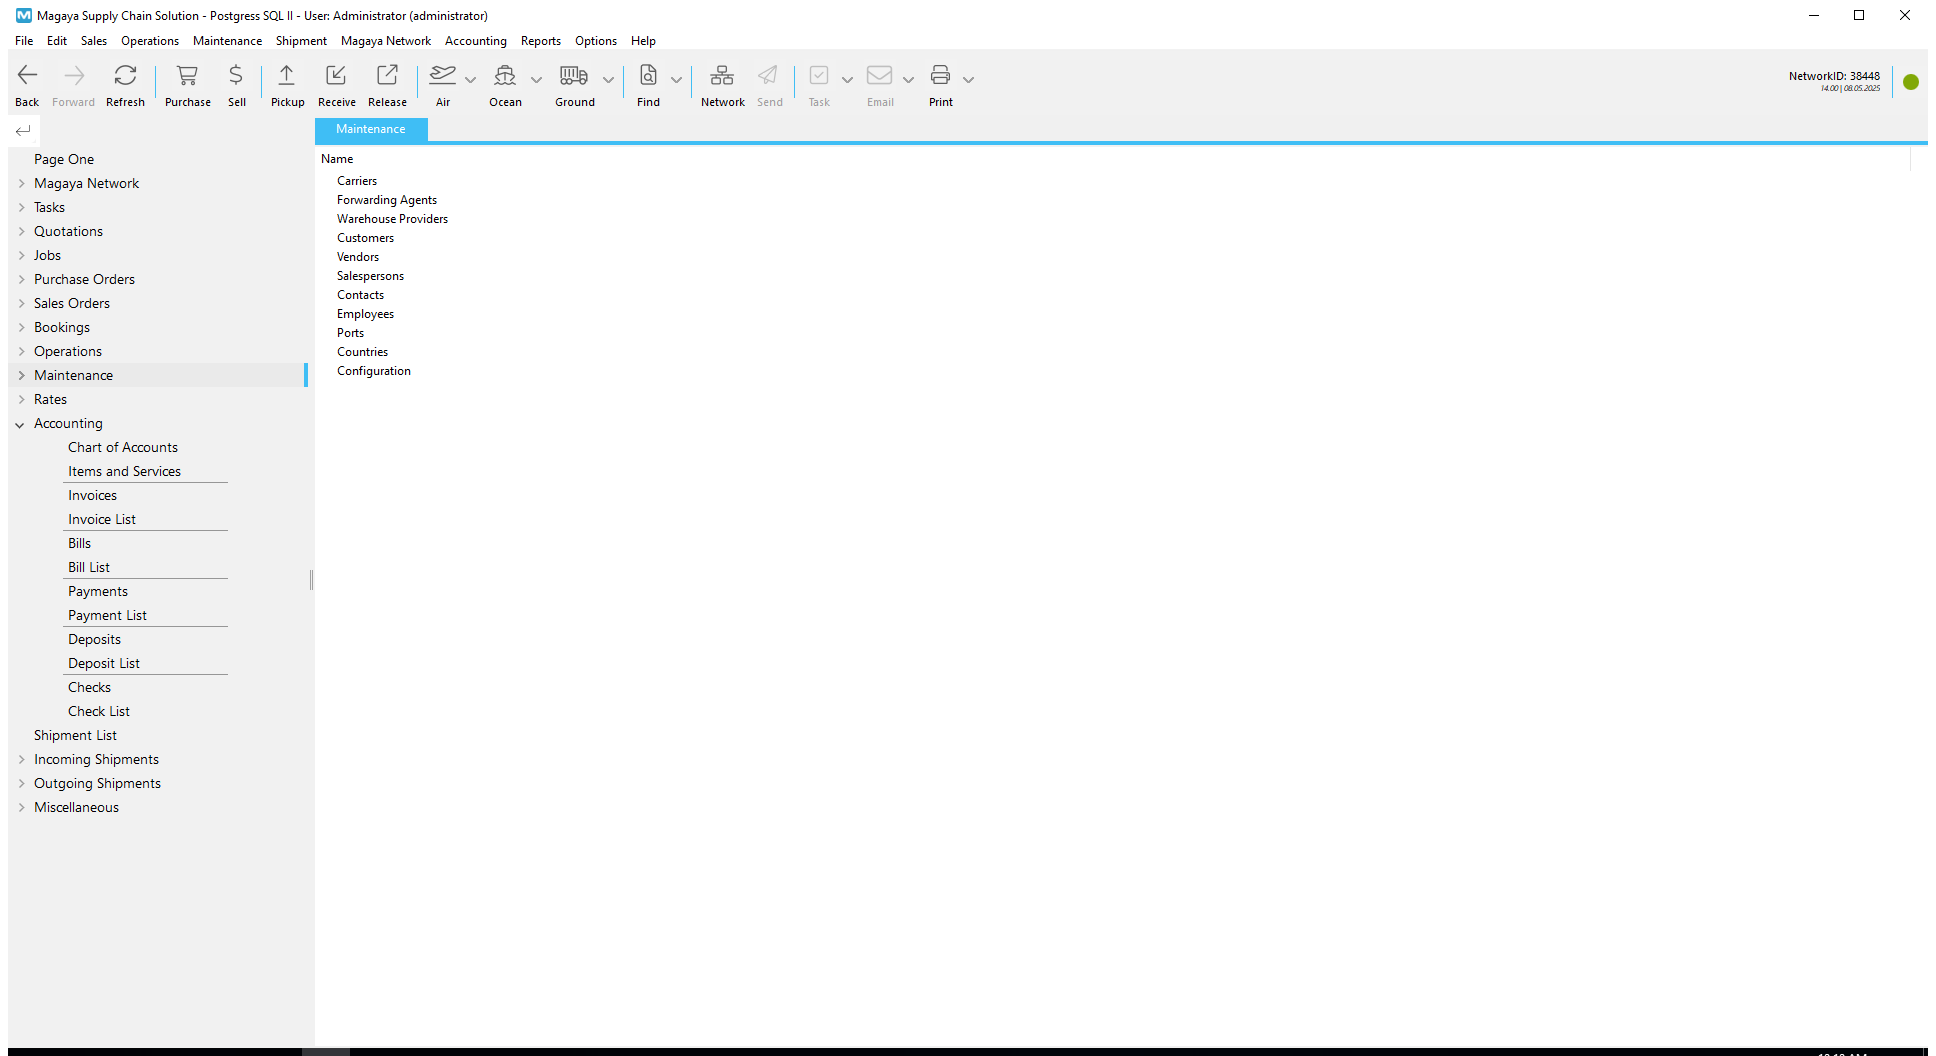 Magaya Supply Chain Solution - Postgress SQL II - User: Administrator (administrator)
File Edit Sales Operations Maintenance Shipment Magaya Network Accounting Reports Options Help
Back Forward Refresh Purchase Sell Pickup Receive Release Air Ocean Ground Find Network Send Task Email Print
NetworkID: 38448
14.00 | 08.05.2025
Page One
Magaya Network
Tasks
Quotations
Jobs
Purchase Orders
Sales Orders
Bookings
Operations
Maintenance
Rates
Accounting
Chart of Accounts
Items and Services
Invoices
Invoice List
Bills
Bill List
Payments
Payment List
Deposits
Deposit List
Checks
Check List
Shipment List
Incoming Shipments
Outgoing Shipments
Miscellaneous
Maintenance
Name
Carriers
Forwarding Agents
Warehouse Providers
Customers
Vendors
Salespersons
Contacts
Employees
Ports
Countries
Configuration